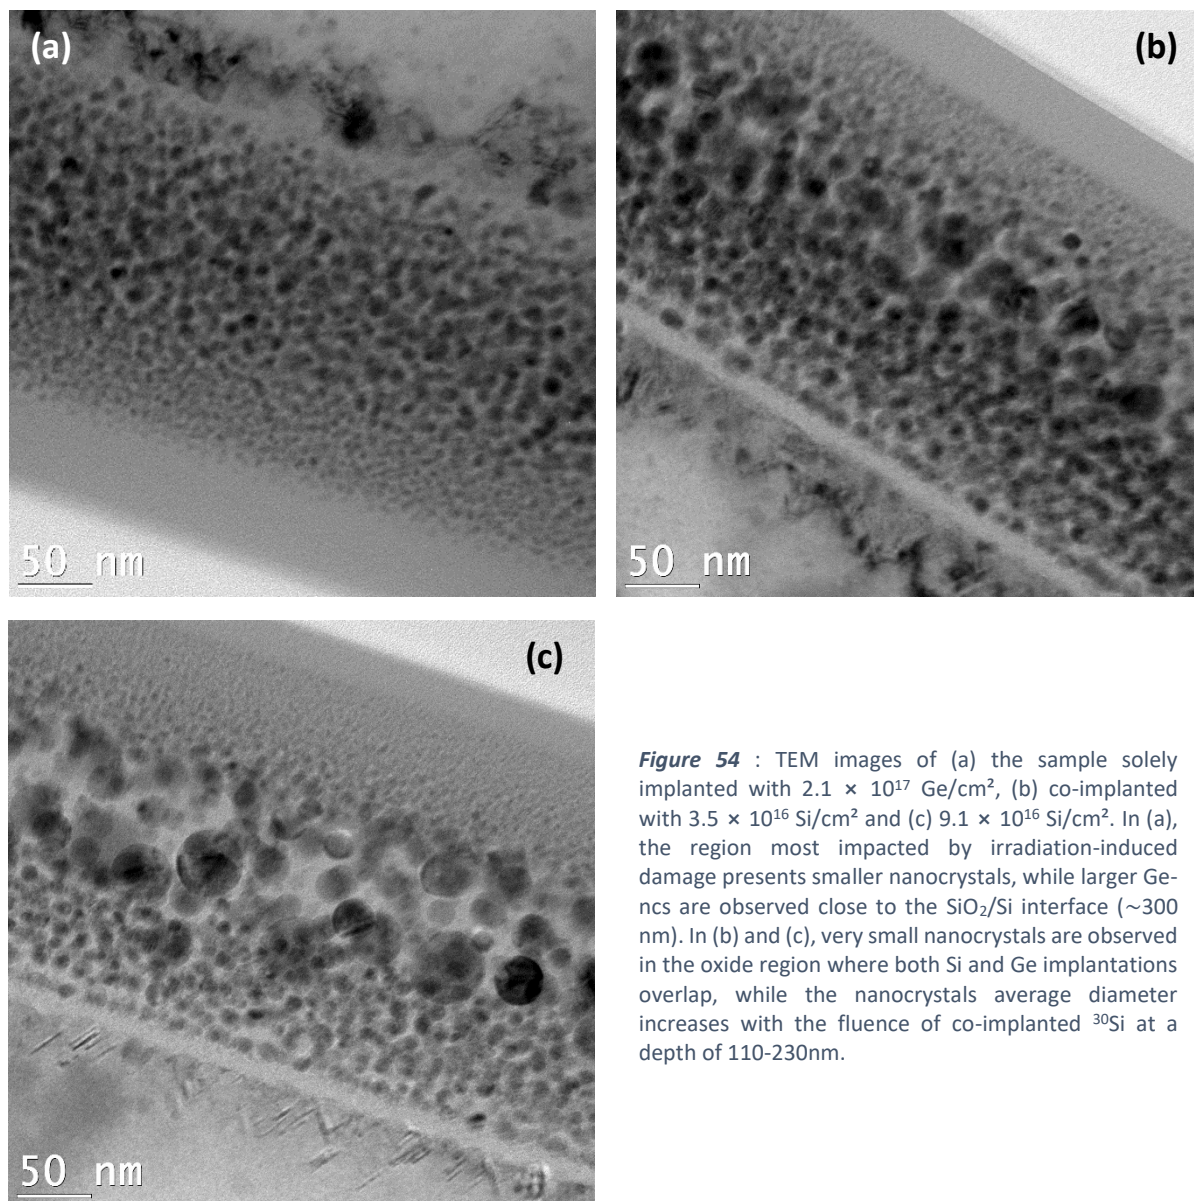 (a)
(b)
50 nm
50 nm
(c)
50 nm
Figure 54 : TEM images of (a) the sample solely
implanted with 2.1 × 10¹⁷ Ge/cm², (b) co-implanted
with 3.5 × 10¹⁶ Si/cm² and (c) 9.1 × 10¹⁶ Si/cm². In (a),
the region most impacted by irradiation-induced
damage presents smaller nanocrystals, while larger Ge-
ncs are observed close to the SiO₂/Si interface (~300
nm). In (b) and (c), very small nanocrystals are observed
in the oxide region where both Si and Ge implantations
overlap, while the nanocrystals average diameter
increases with the fluence of co-implanted ³⁰Si at a
depth of 110-230nm.